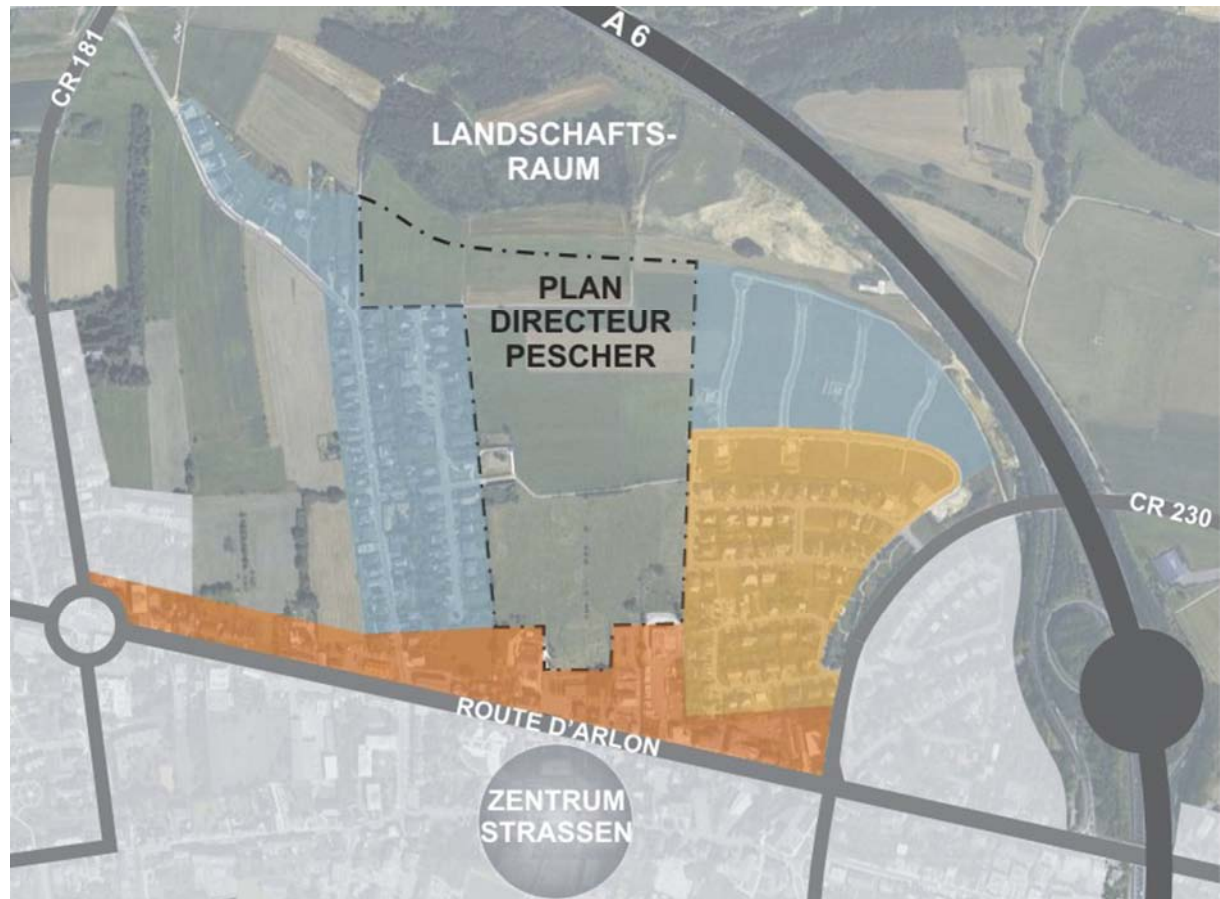 A 6
CR 181
LANDSCHAFTS-
RAUM
PLAN
DIRECTEUR
PESCHER
CR 230
ROUTE D'ARLON
ZENTRUM
STRASSEN